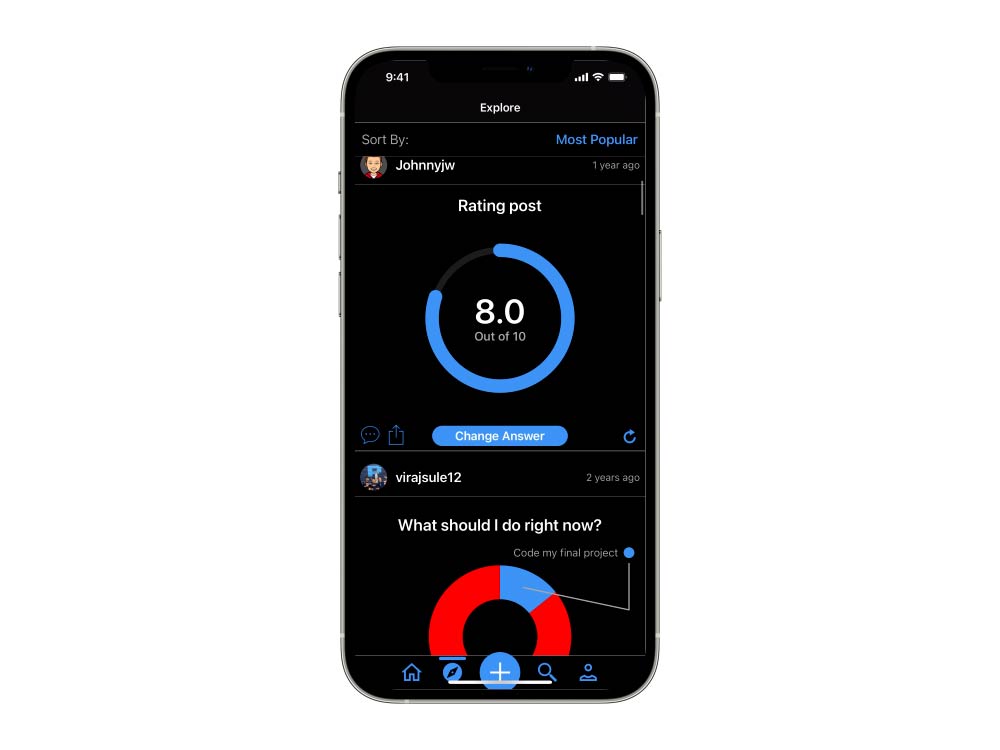 9:41
Explore
Sort By: Most Popular
Johnnyjw 1 year ago
Rating post
8.0
Out of 10
Change Answer
virajsule12 2 years ago
What should I do right now?
Code my final project